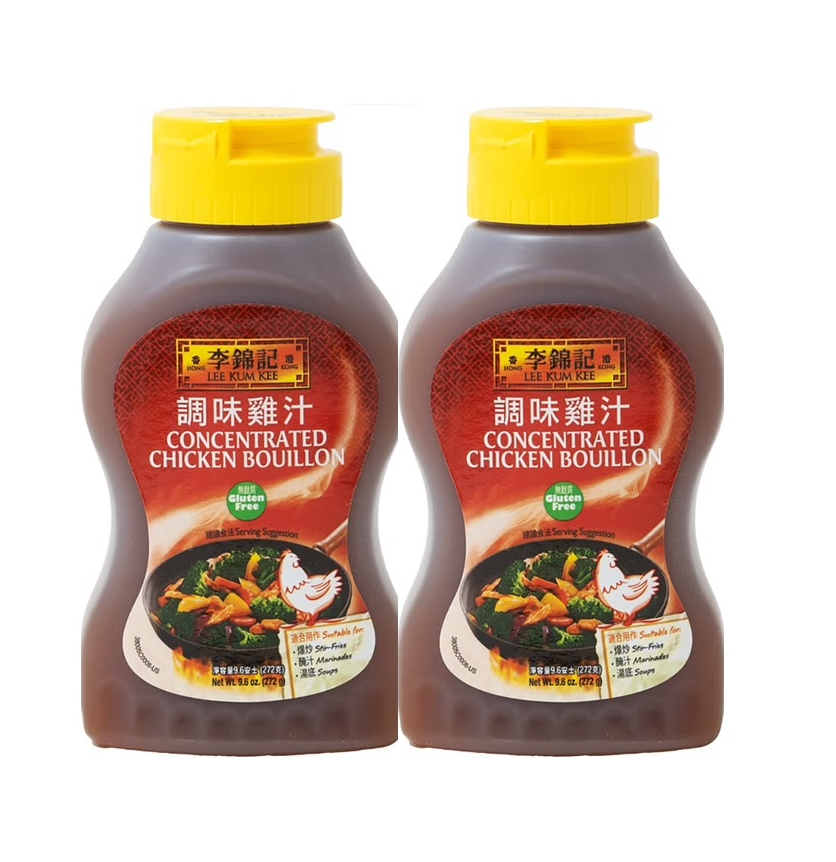 香 李錦記 港
HONG LEE KUM KEE KONG
調味雞汁
CONCENTRATED
CHICKEN BOUILLON
無麩質
Gluten
Free
建議食法 Serving Suggestion
適合用作 Suitable for:
• 爆炒 Stir-Fries
• 醃汁 Marinades
• 湯底 Soups
淨容量9.6安士 (272克)
Net Wt. 9.6 oz. (272 g)
香 李錦記 港
HONG LEE KUM KEE KONG
調味雞汁
CONCENTRATED
CHICKEN BOUILLON
無麩質
Gluten
Free
建議食法 Serving Suggestion
適合用作 Suitable for:
• 爆炒 Stir-Fries
• 醃汁 Marinades
• 湯底 Soups
淨容量9.6安士 (272克)
Net Wt. 9.6 oz. (272 g)